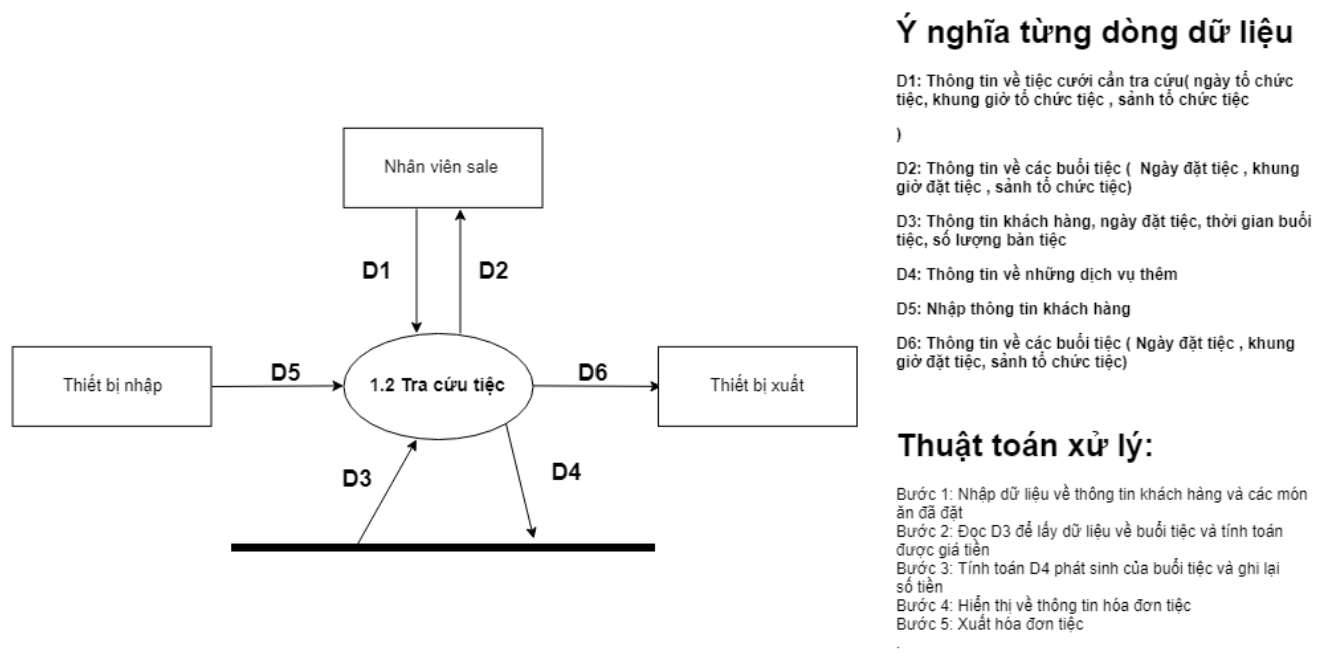 Nhân viên sale
D1
D2
Thiết bị nhập
D5
1.2 Tra cứu tiệc
D6
Thiết bị xuất
D3
D4
Ý nghĩa từng dòng dữ liệu
D1: Thông tin về tiệc cưới cần tra cứu( ngày tổ chức
tiệc, khung giờ tổ chức tiệc , sảnh tổ chức tiệc
)
D2: Thông tin về các buổi tiệc (  Ngày đặt tiệc , khung
giờ đặt tiệc , sảnh tổ chức tiệc)
D3: Thông tin khách hàng, ngày đặt tiệc, thời gian buổi
tiệc, số lượng bàn tiệc
D4: Thông tin về những dịch vụ thêm
D5: Nhập thông tin khách hàng
D6: Thông tin về các buổi tiệc ( Ngày đặt tiệc , khung
giờ đặt tiệc, sảnh tổ chức tiệc)
Thuật toán xử lý:
Bước 1: Nhập dữ liệu về thông tin khách hàng và các món
ăn đã đặt
Bước 2: Đọc D3 để lấy dữ liệu về buổi tiệc và tính toán
được giá tiền
Bước 3: Tính toán D4 phát sinh của buổi tiệc và ghi lại
số tiền
Bước 4: Hiển thị về thông tin hóa đơn tiệc
Bước 5: Xuất hóa đơn tiệc
.